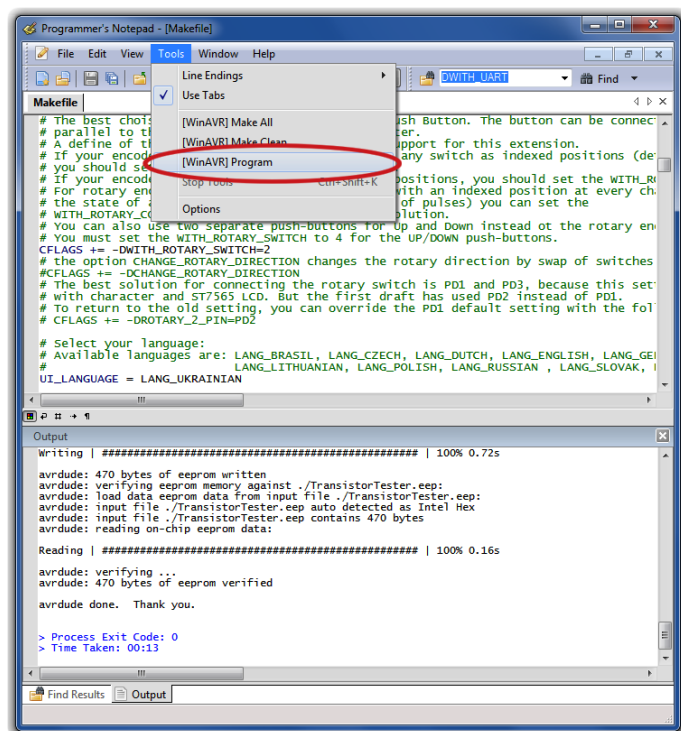 Programmer's Notepad - [Makefile]
File Edit View Tools Window Help
DWITH_UART Find
Line Endings
Use Tabs
[WinAVR] Make All
[WinAVR] Make Clean
[WinAVR] Program
Stop Tools Ctrl+Shift+K
Options
Makefile
# The best chois ush Button. The button can be connec
# parallel to th ter.
# A define of th upport for this extension.
# If your encode any switch as indexed positions (de
# you should se
# If your encode positions, you should set the WITH_R
# For rotary en with an indexed position at every ch
# the state of a of pulses) you can set the
# WITH_ROTARY_CO olution.
# You can also use two separate push-buttons for Up and Down instead ot the rotary en
# You must set the WITH_ROTARY_SWITCH to 4 for the UP/DOWN push-buttons.
CFLAGS += -DWITH_ROTARY_SWITCH=2
# the option CHANGE_ROTARY_DIRECTION changes the rotary direction by swap of switches
#CFLAGS += -DCHANGE_ROTARY_DIRECTION
# The best solution for connecting the rotary switch is PD1 and PD3, because this set
# with character and ST7565 LCD. But the first draft has used PD2 instead of PD1.
# To return to the old setting, you can override the PD1 default setting with the fol
# CFLAGS += -DROTARY_2_PIN=PD2
# Select your language:
# Available languages are: LANG_BRASIL, LANG_CZECH, LANG_DUTCH, LANG_ENGLISH, LANG_GE
# LANG_LITHUANIAN, LANG_POLISH, LANG_RUSSIAN , LANG_SLOVAK,
UI_LANGUAGE = LANG_UKRAINIAN
Output
Writing | ################################################## | 100% 0.72s
avrdude: 470 bytes of eeprom written
avrdude: verifying eeprom memory against ./TransistorTester.eep:
avrdude: load data eeprom data from input file ./TransistorTester.eep:
avrdude: input file ./TransistorTester.eep auto detected as Intel Hex
avrdude: input file ./TransistorTester.eep contains 470 bytes
avrdude: reading on-chip eeprom data:
Reading | ################################################## | 100% 0.16s
avrdude: verifying ...
avrdude: 470 bytes of eeprom verified
avrdude done.  Thank you.
> Process Exit Code: 0
> Time Taken: 00:13
Find Results Output